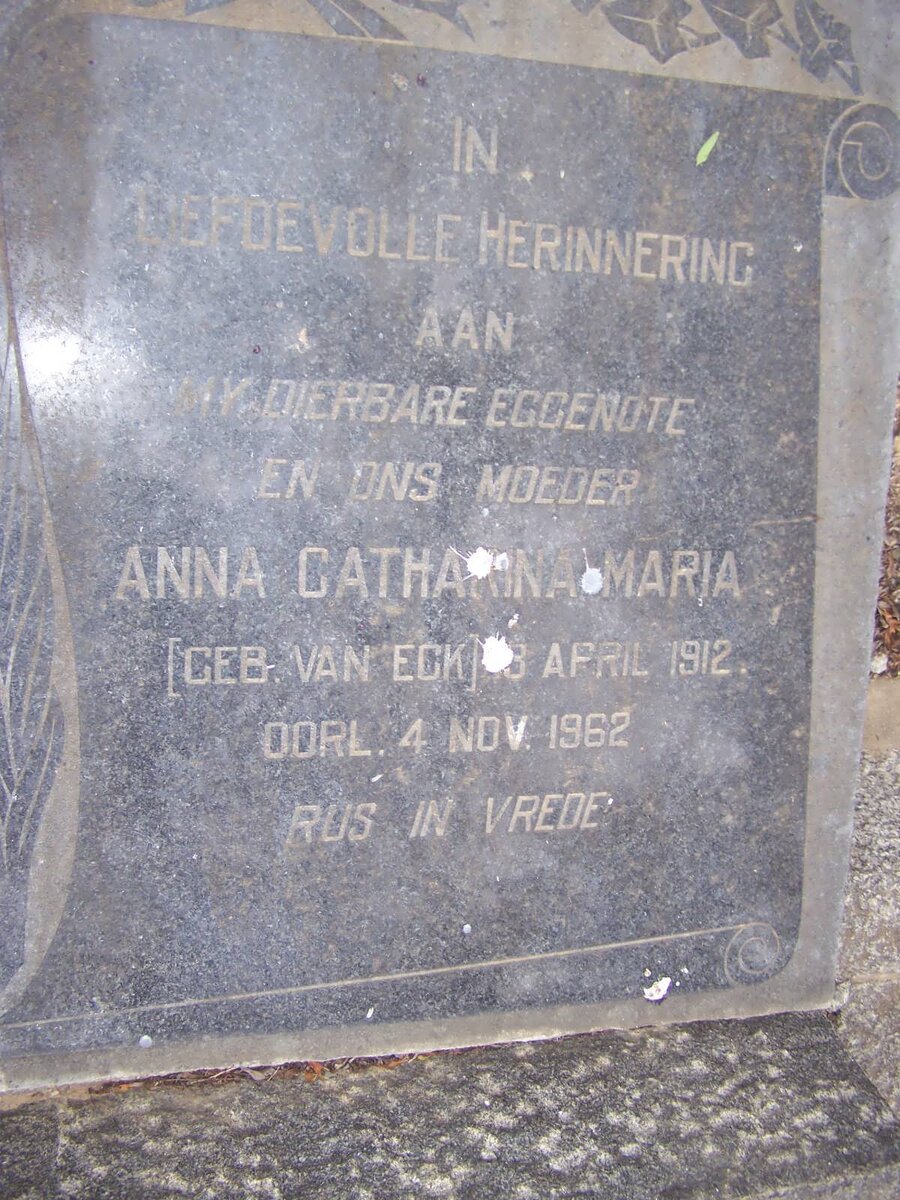 IN
LIEFDEVOLLE HERINNERING
AAN
MY DIERBARE EGGENOTE
EN ONS MOEDER
ANNA CATHARINA MARIA
[GEB. VAN ECK] APRIL 1912.
OORL. 4 NOV. 1962
RUS IN VREDE